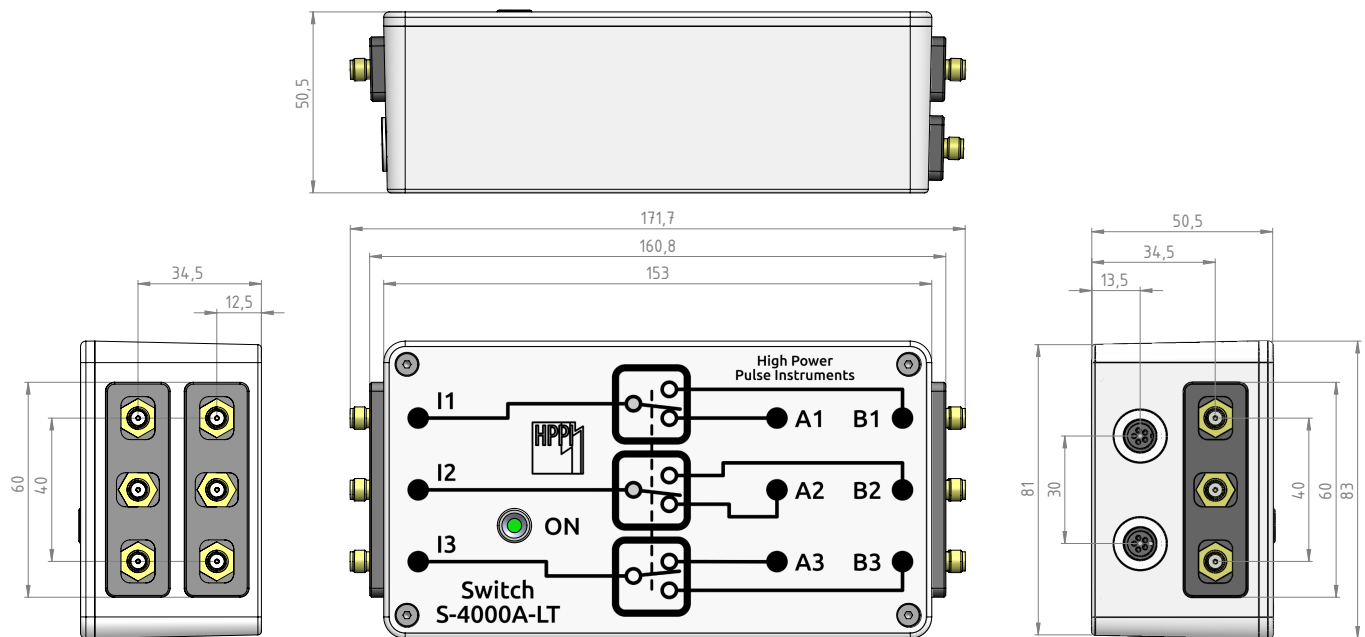 50,5
171,7
160,8
153
34,5
12,5
50,5
34,5
13,5
High Power
Pulse Instruments
I1
A1 B1
HPPI
I2
A2 B2
ON
I3
A3 B3
Switch
S-4000A-LT
60
40
81
30
40
60
83